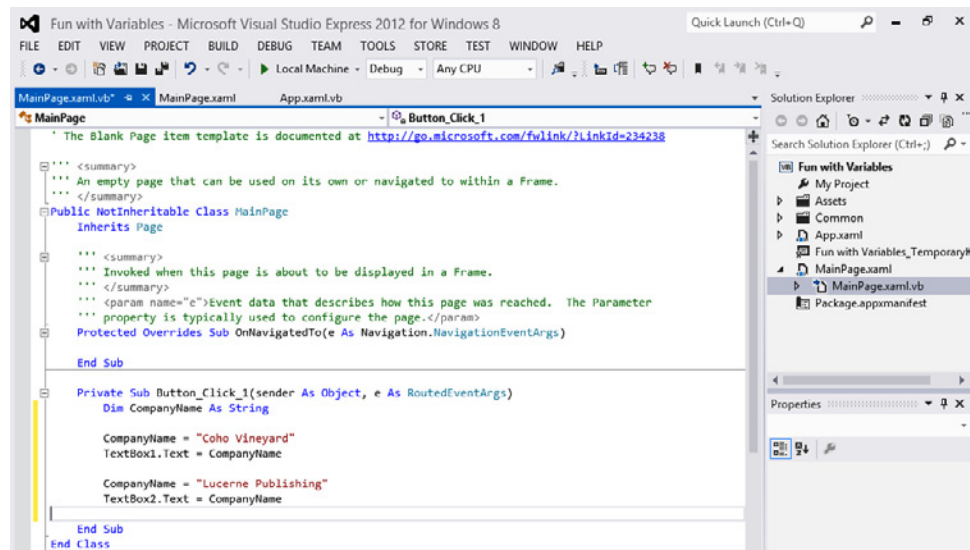 Fun with Variables - Microsoft Visual Studio Express 2012 for Windows 8
Quick Launch (Ctrl+Q)
FILE EDIT VIEW PROJECT BUILD DEBUG TEAM TOOLS STORE TEST WINDOW HELP
Local Machine Debug Any CPU
MainPage.xaml.vb* MainPage.xaml App.xaml.vb
MainPage Button_Click_1
' The Blank Page item template is documented at http://go.microsoft.com/fwlink/?LinkId=234238
''' <summary>
''' An empty page that can be used on its own or navigated to within a Frame.
''' </summary>
Public NotInheritable Class MainPage
Inherits Page
''' <summary>
''' Invoked when this page is about to be displayed in a Frame.
''' </summary>
''' <param name="e">Event data that describes how this page was reached.  The Parameter
''' property is typically used to configure the page.</param>
Protected Overrides Sub OnNavigatedTo(e As Navigation.NavigationEventArgs)
End Sub
Private Sub Button_Click_1(sender As Object, e As RoutedEventArgs)
Dim CompanyName As String
CompanyName = "Coho Vineyard"
TextBox1.Text = CompanyName
CompanyName = "Lucerne Publishing"
TextBox2.Text = CompanyName
End Sub
End Class
Solution Explorer
Search Solution Explorer (Ctrl+;)
VB Fun with Variables
My Project
Assets
Common
App.xaml
Fun with Variables_TemporaryK
MainPage.xaml
MainPage.xaml.vb
Package.appxmanifest
Properties